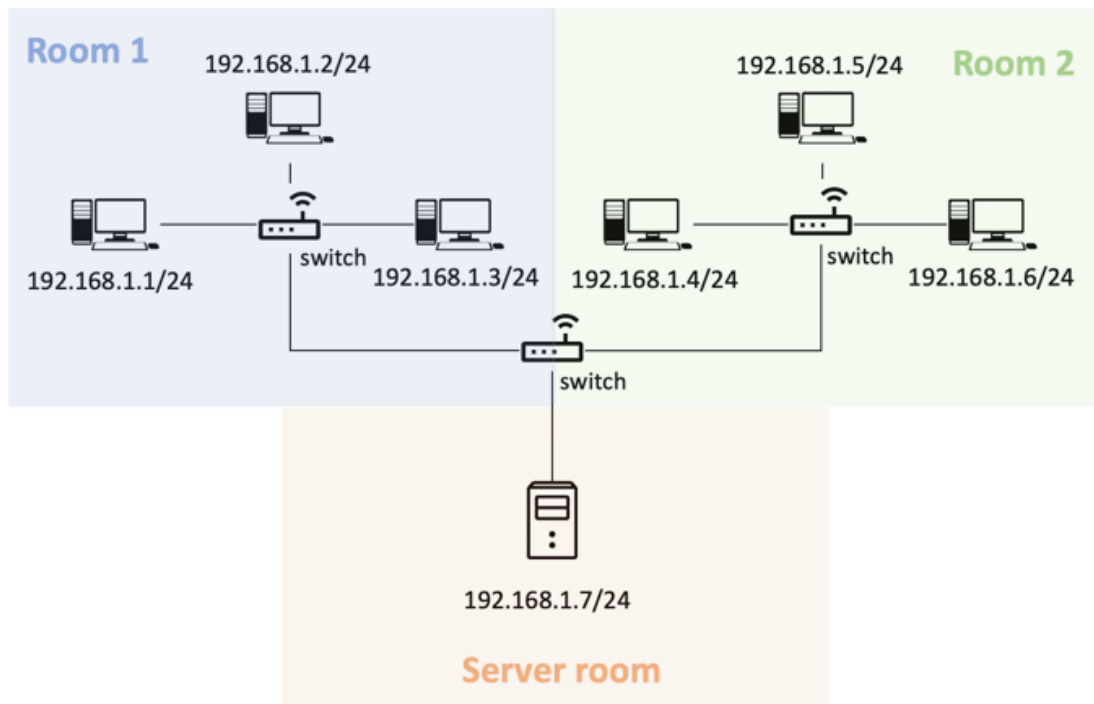 Room 1
192.168.1.2/24
192.168.1.5/24
Room 2
switch
192.168.1.1/24
192.168.1.3/24
192.168.1.4/24
switch
192.168.1.6/24
switch
192.168.1.7/24
Server room